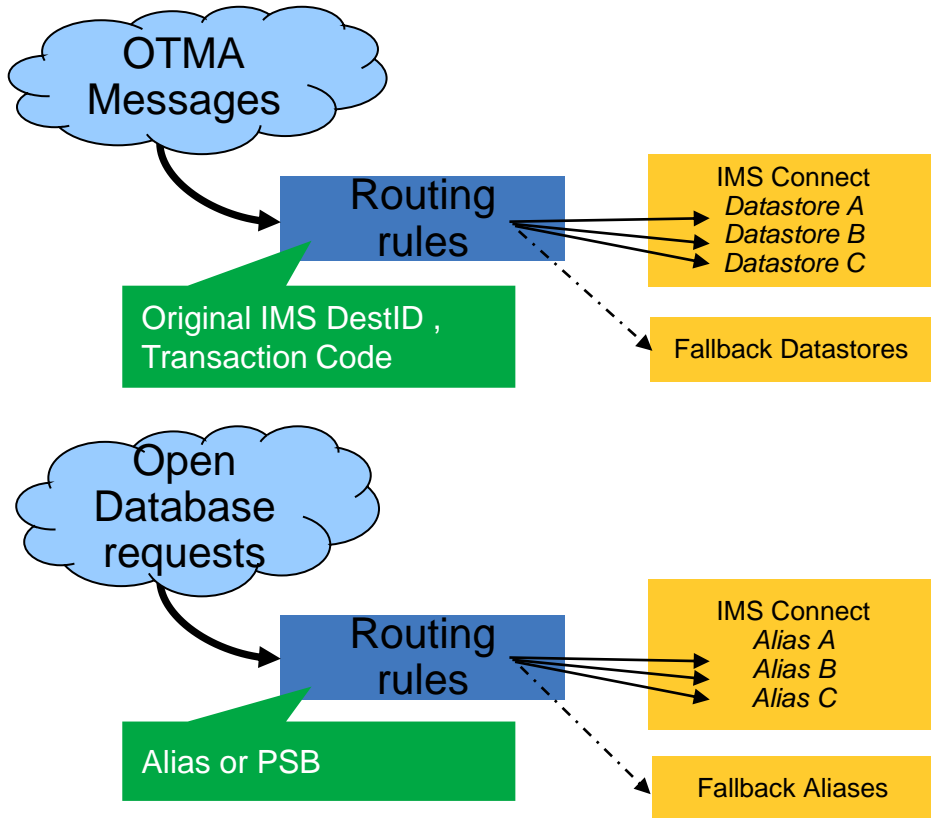 OTMA
Messages
Routing
rules
IMS Connect
Datastore A
Datastore B
Datastore C
Original IMS DestID ,
Transaction Code
Fallback Datastores
Open
Database
requests
Routing
rules
IMS Connect
Alias A
Alias B
Alias C
Alias or PSB
Fallback Aliases